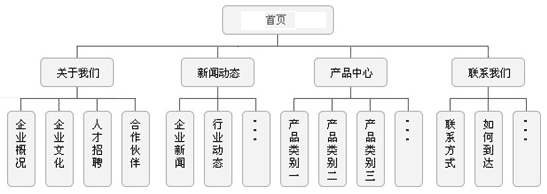 首页
关于我们
新闻动态
产品中心
联系我们
企业概况
企业文化
人才招聘
合作伙伴
企业新闻
行业动态
...
产品类别一
产品类别二
产品类别三
...
联系方式
如何到达
...